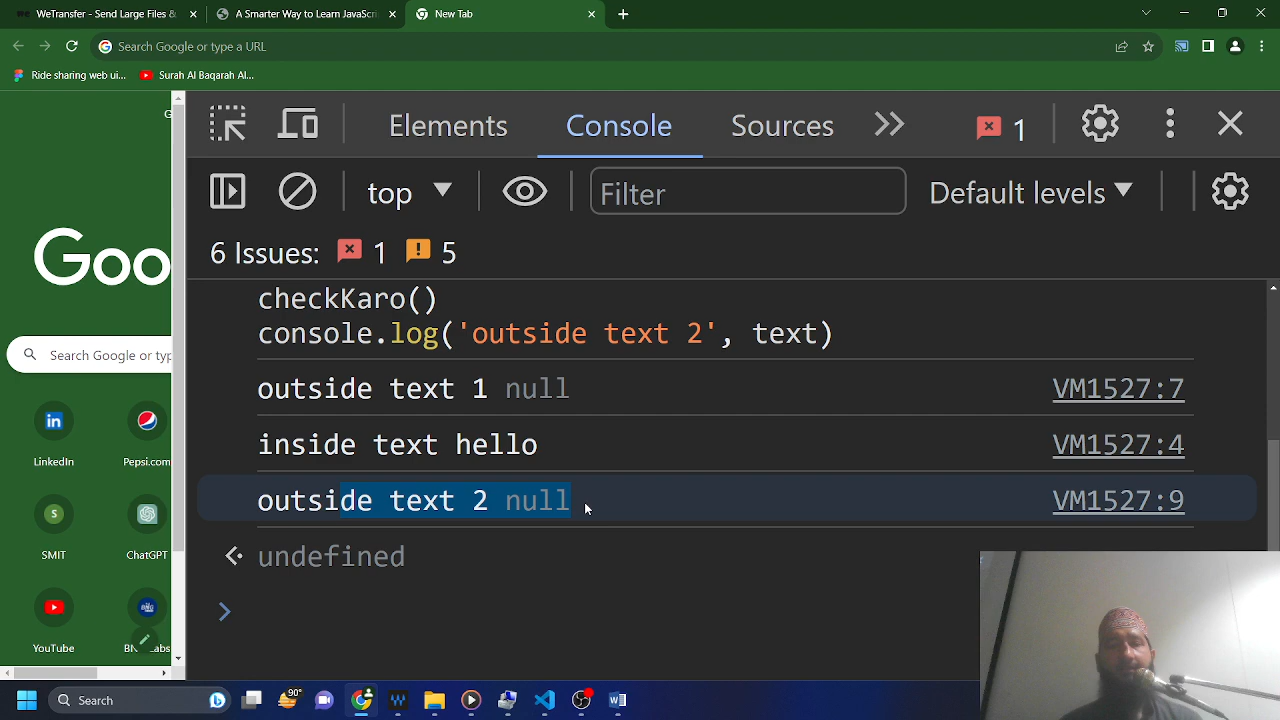 WeTransfer - Send Large Files &
A Smarter Way to Learn JavaScri
New Tab
Search Google or type a URL
Ride sharing web ui...
Surah Al Baqarah Al...
G
Elements
Console
Sources
1
top
Filter
Default levels
6 Issues: 1 5
Goo
checkKaro()
console.log('outside text 2', text)
Search Google or typ
outside text 1 null VM1527:7
inside text hello VM1527:4
outside text 2 null VM1527:9
undefined
LinkedIn
Pepsi.com
SMIT
ChatGPT
YouTube
Search
90°